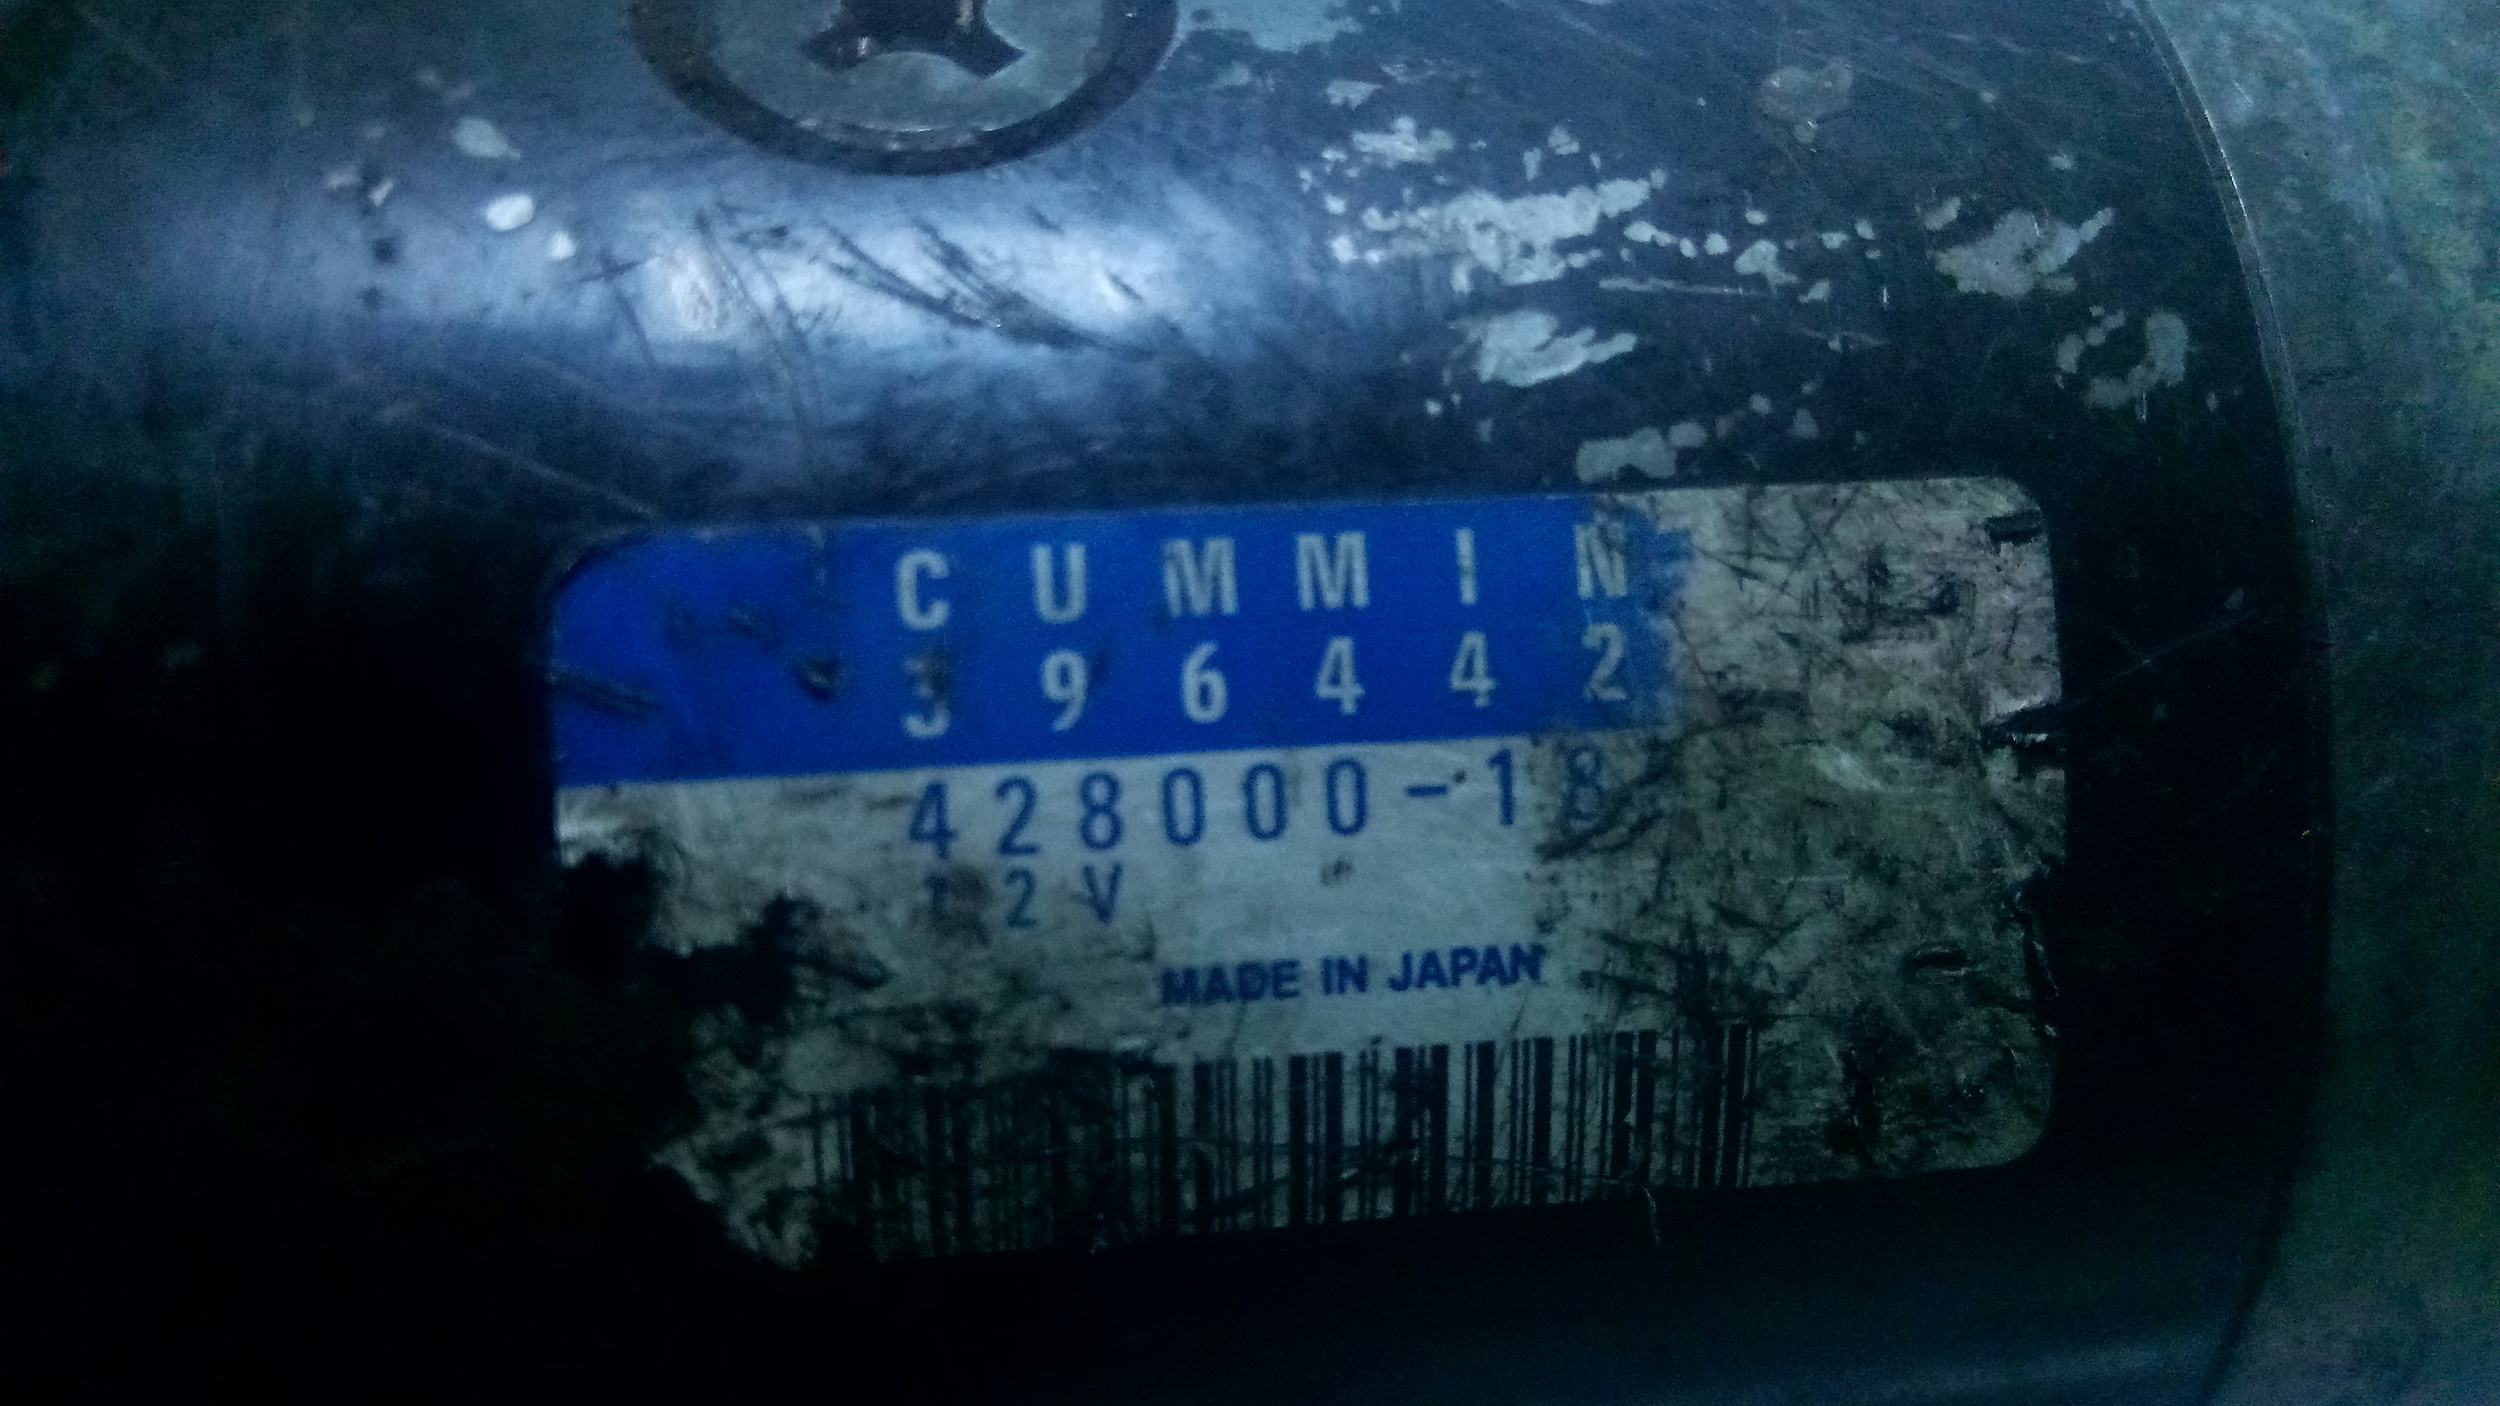 CUMMIN
396442
428000-18
12V
MADE IN JAPAN